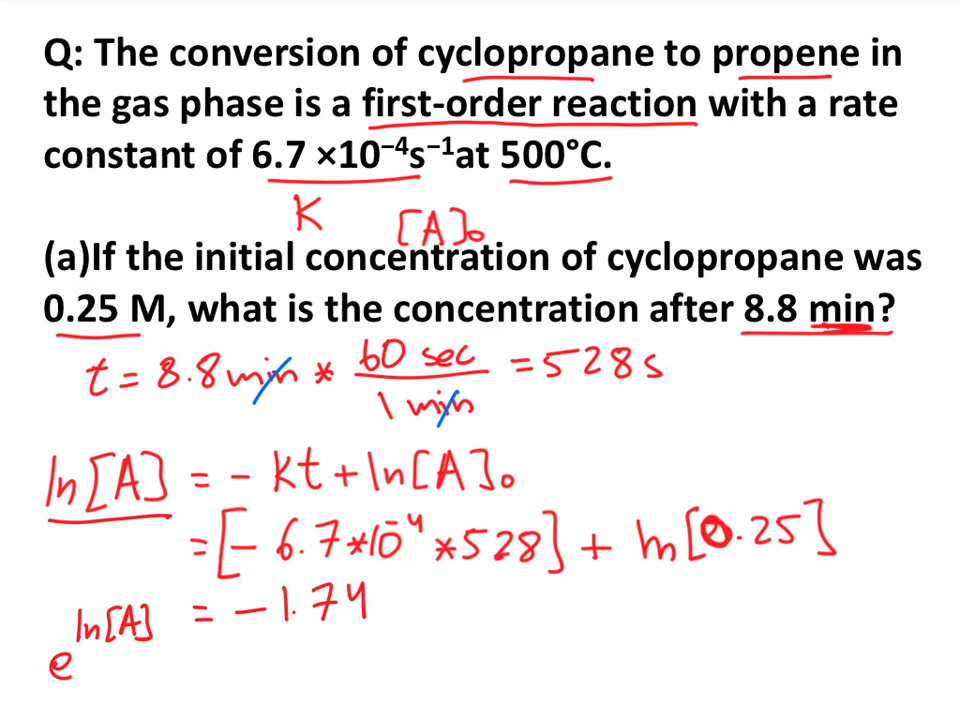 Q: The conversion of cyclopropane to propene in
the gas phase is a first-order reaction with a rate
constant of 6.7 ×10⁻⁴s⁻¹at 500°C.
K [A]₀
(a)If the initial concentration of cyclopropane was
0.25 M, what is the concentration after 8.8 min?
t = 8.8 min * 60 sec / 1 min = 528 s
ln[A] = - kt + ln[A]₀
= [- 6.7*10⁻⁴ * 528] + ln[0.25]
e^ln[A] = -1.74